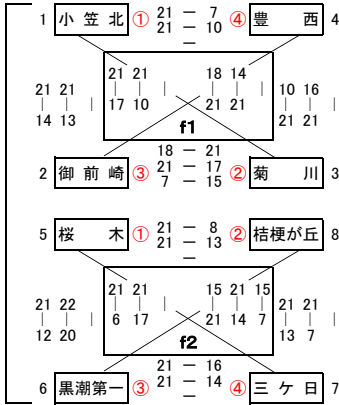 1 小笠北 ① 21 － 7 ④ 豊西 4
21 － 10
－
21 21 21 21 18 14 10 16
| | | | | | | | | | | |
14 13 17 10 21 21 21 21
f1
18 － 21
2 御前崎 ③ 21 － 17 ② 菊川 3
7 － 15
5 桜木 ① 21 － 8 ② 桔梗が丘 8
21 － 13
－
21 22 21 21 15 21 15 21 21
| | | | | | | | | | | |
12 20 6 17 21 14 7 13 7
f2
21 － 16
6 黒潮第一 ③ 21 － 14 ④ 三ケ日 7
－